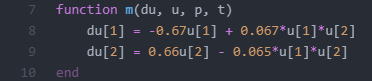 7 function m(du, u, p, t)
8 du[1] = -0.67u[1] + 0.067*u[1]*u[2]
9 du[2] = 0.66u[2] - 0.065*u[1]*u[2]
10 end